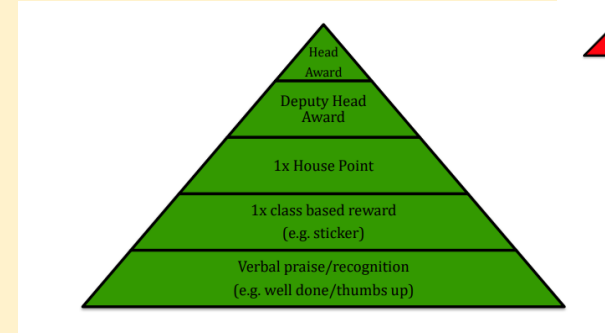 Head
Award
Deputy Head
Award
1x House Point
1x class based reward
(e.g. sticker)
Verbal praise/recognition
(e.g. well done/thumbs up)